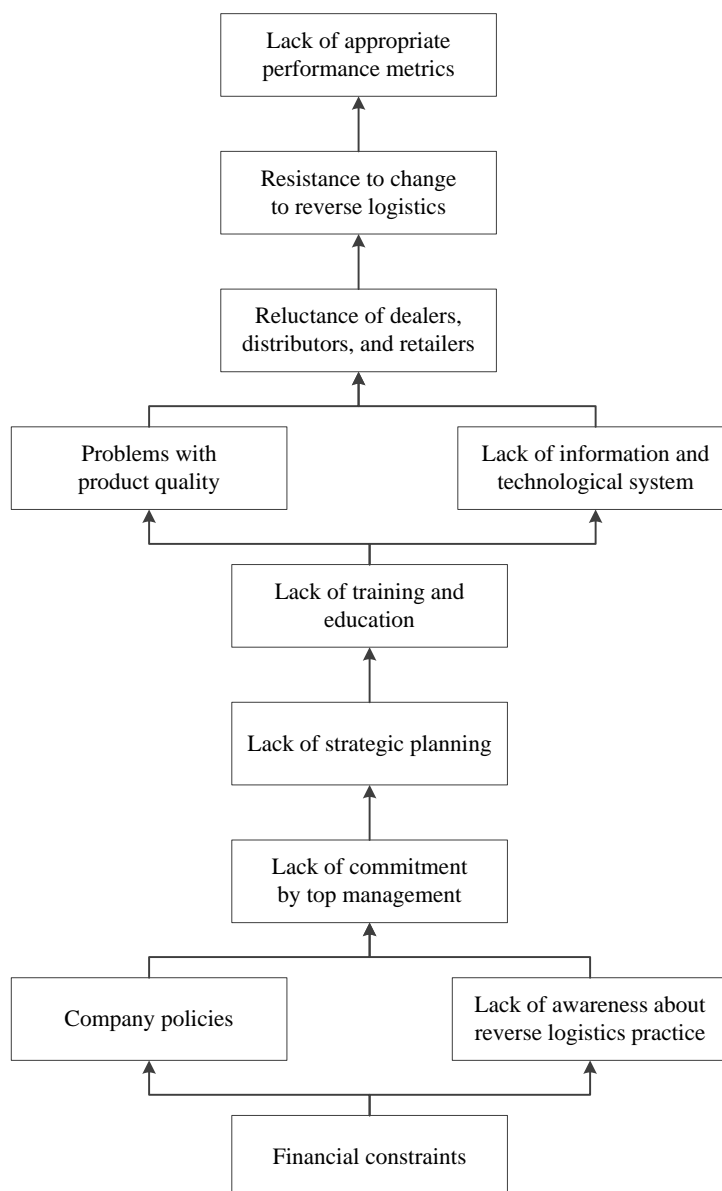 Lack of appropriate
performance metrics
Resistance to change
to reverse logistics
Reluctance of dealers,
distributors, and retailers
Problems with
product quality
Lack of information and
technological system
Lack of training and
education
Lack of strategic planning
Lack of commitment
by top management
Company policies
Lack of awareness about
reverse logistics practice
Financial constraints